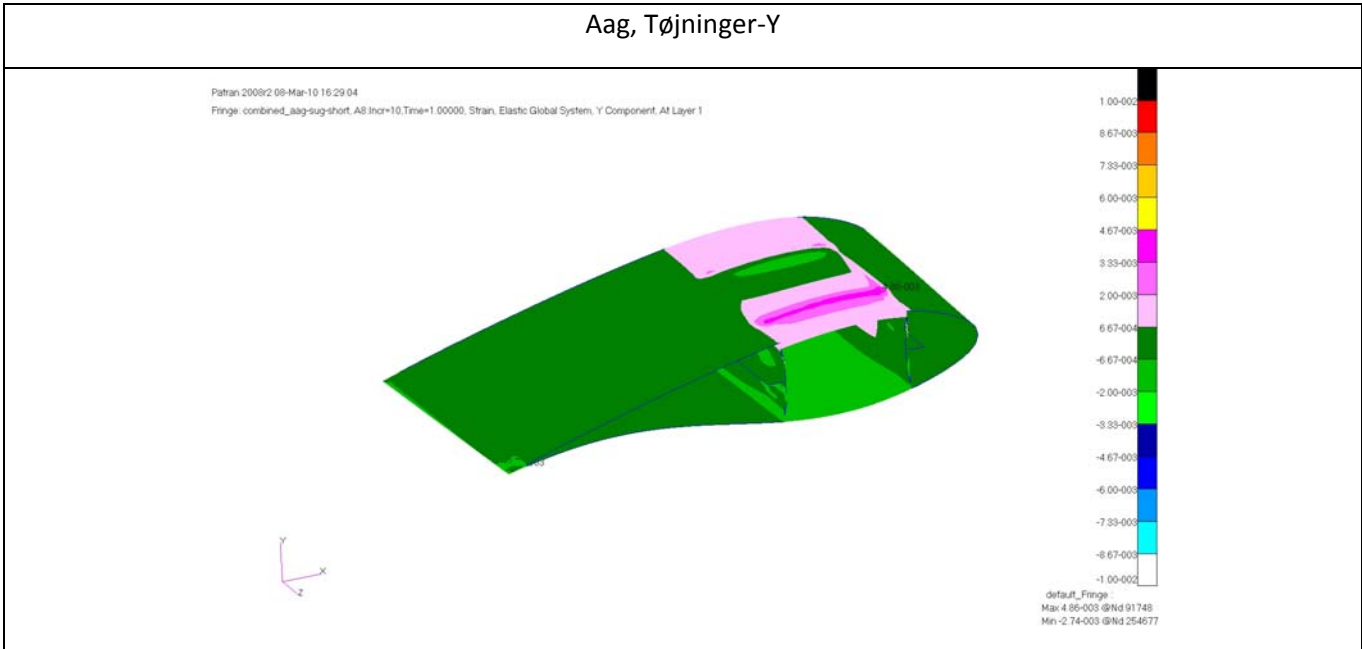 Aag, Tøjninger-Y
Patran 2008r2 08-Mar-10 16:29:04
Fringe: combined_aag-sug-short, A8:Incr=10,Time=1.00000, Strain, Elastic Global System, Y Component, At Layer 1
1.00-002
8.67-003
7.33-003
6.00-003
4.67-003
3.33-003
2.00-003
6.67-004
-6.67-004
-2.00-003
-3.33-003
-4.67-003
-6.00-003
-7.33-003
-8.67-003
-1.00-002
Y
X
Z
default_Fringe :
Max 4.86-003 @Nd 91748
Min -2.74-003 @Nd 254677